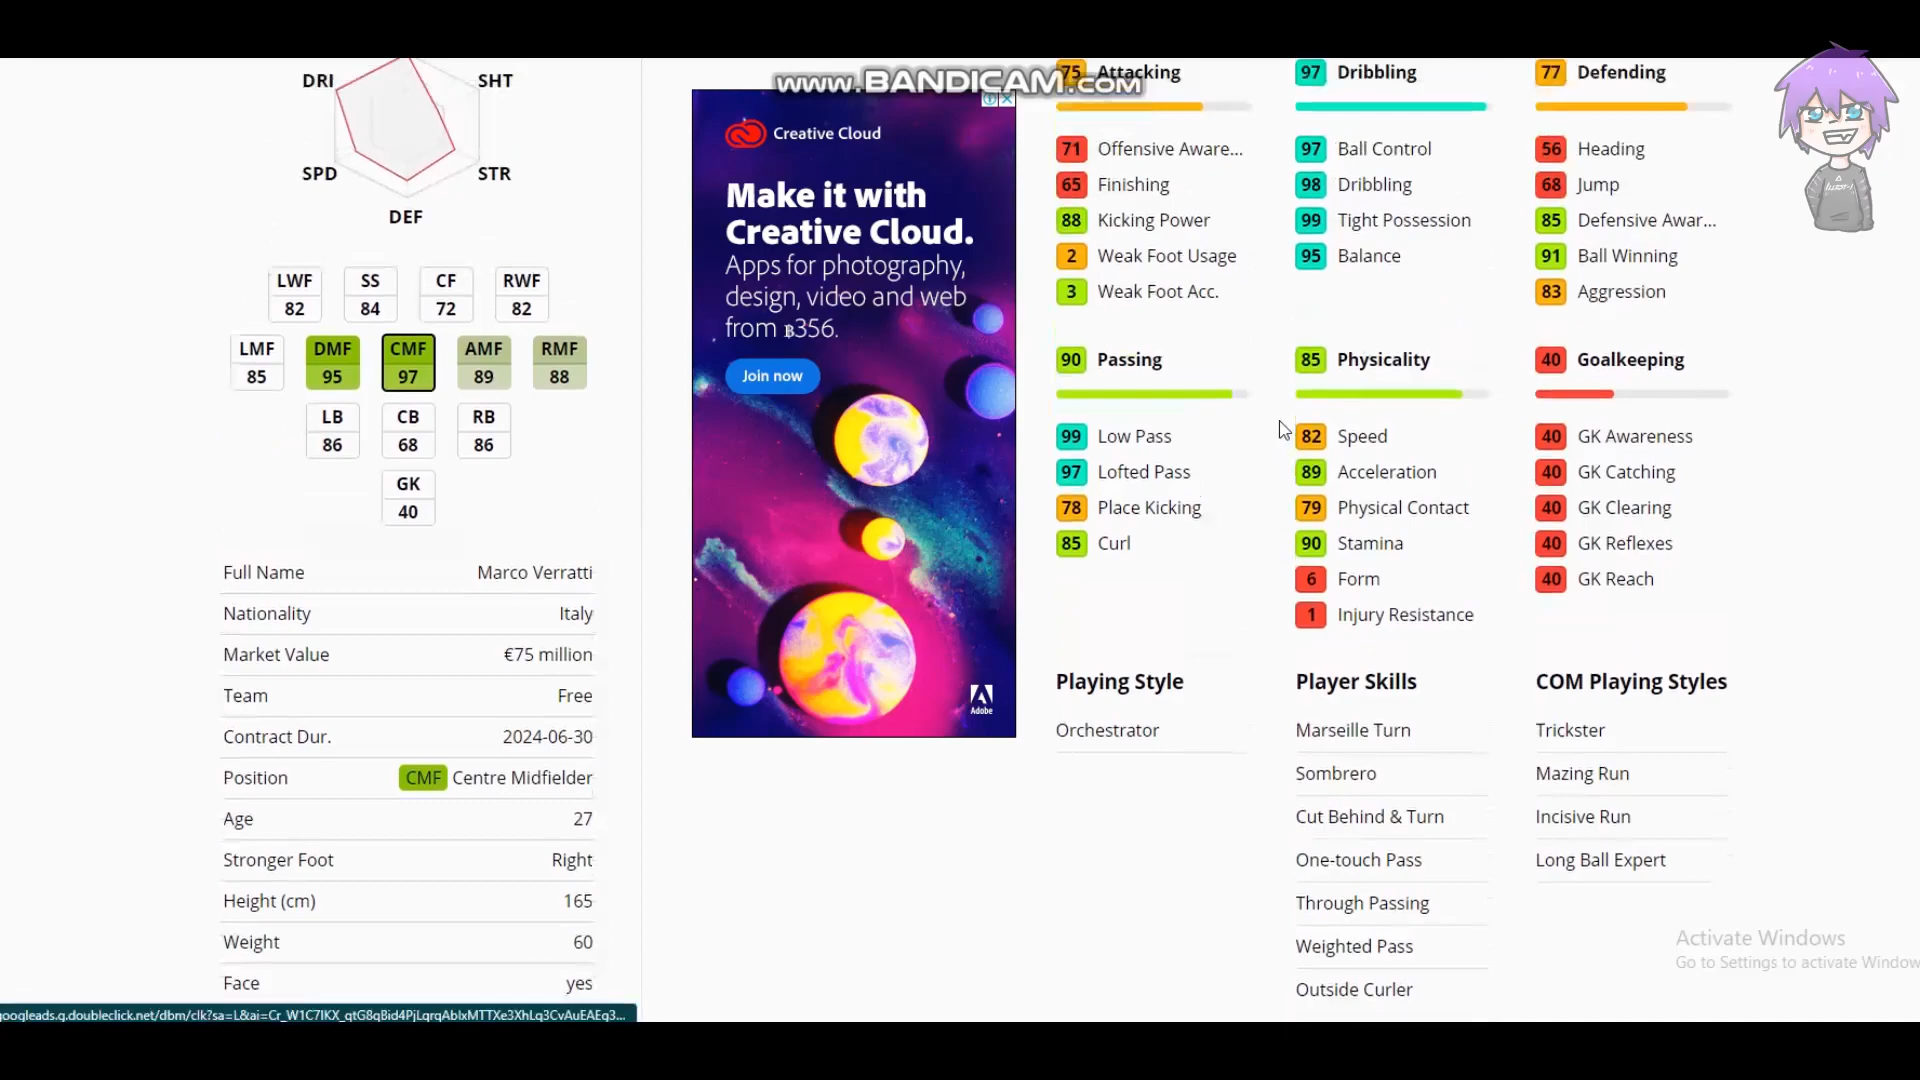 www.BANDICAM.com
DRI
SHT
SPD
STR
DEF
LWF
82
SS
84
CF
72
RWF
82
LMF
85
DMF
95
CMF
97
AMF
89
RMF
88
LB
86
CB
68
RB
86
GK
40
Full Name Marco Verratti
Nationality Italy
Market Value €75 million
Team Free
Contract Dur. 2024-06-30
Position CMF Centre Midfielder
Age 27
Stronger Foot Right
Height (cm) 165
Weight 60
Face yes
Creative Cloud
Make it with
Creative Cloud.
Apps for photography,
design, video and web
from ฿356.
Join now
Adobe
75 Attacking
71 Offensive Aware...
65 Finishing
88 Kicking Power
2 Weak Foot Usage
3 Weak Foot Acc.
97 Dribbling
97 Ball Control
98 Dribbling
99 Tight Possession
95 Balance
77 Defending
56 Heading
68 Jump
85 Defensive Awar...
91 Ball Winning
83 Aggression
90 Passing
99 Low Pass
97 Lofted Pass
78 Place Kicking
85 Curl
85 Physicality
82 Speed
89 Acceleration
79 Physical Contact
90 Stamina
6 Form
1 Injury Resistance
40 Goalkeeping
40 GK Awareness
40 GK Catching
40 GK Clearing
40 GK Reflexes
40 GK Reach
Playing Style
Orchestrator
Player Skills
Marseille Turn
Sombrero
Cut Behind & Turn
One-touch Pass
Through Passing
Weighted Pass
Outside Curler
COM Playing Styles
Trickster
Mazing Run
Incisive Run
Long Ball Expert
Activate Windows
Go to Settings to activate Window